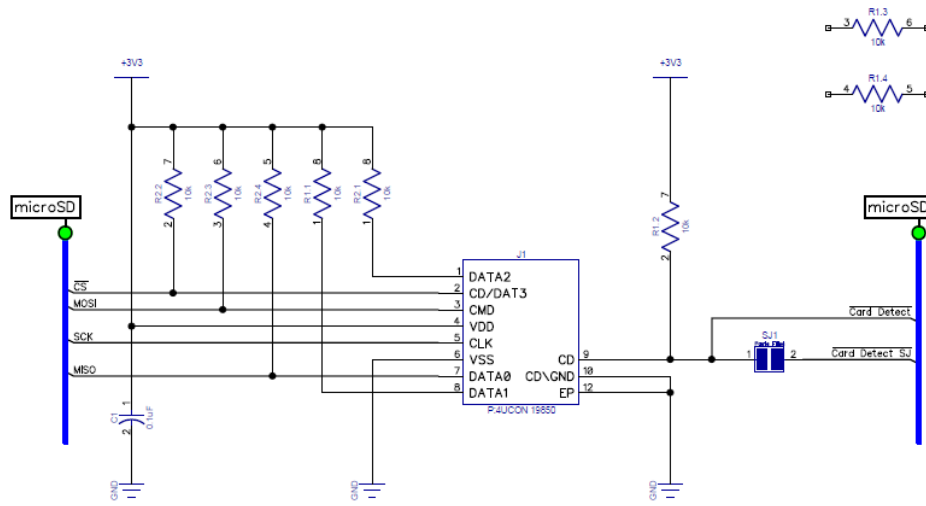 R1.3
3 6
10k
+3V3 +3V3
R1.4
4 5
10k
7 6 5 8 8
R2.2 10k
R2.3 10k
R2.4 10k
R1.1 10k
R2.1 10k
2 3 4 1 1
7
R1.2 10k
2
microSD microSD
J1
1 DATA2
CS 2 CD/DAT3
MOSI 3 CMD
4 VDD
SCK 5 CLK
6 VSS CD 9
MISO 7 DATA0 CD\GND 10
8 DATA1 EP 12
P:4UCON 19850
Card Detect
SJ1
1 2 Card Detect SJ
1
C1 0.1uF
2
GND GND GND